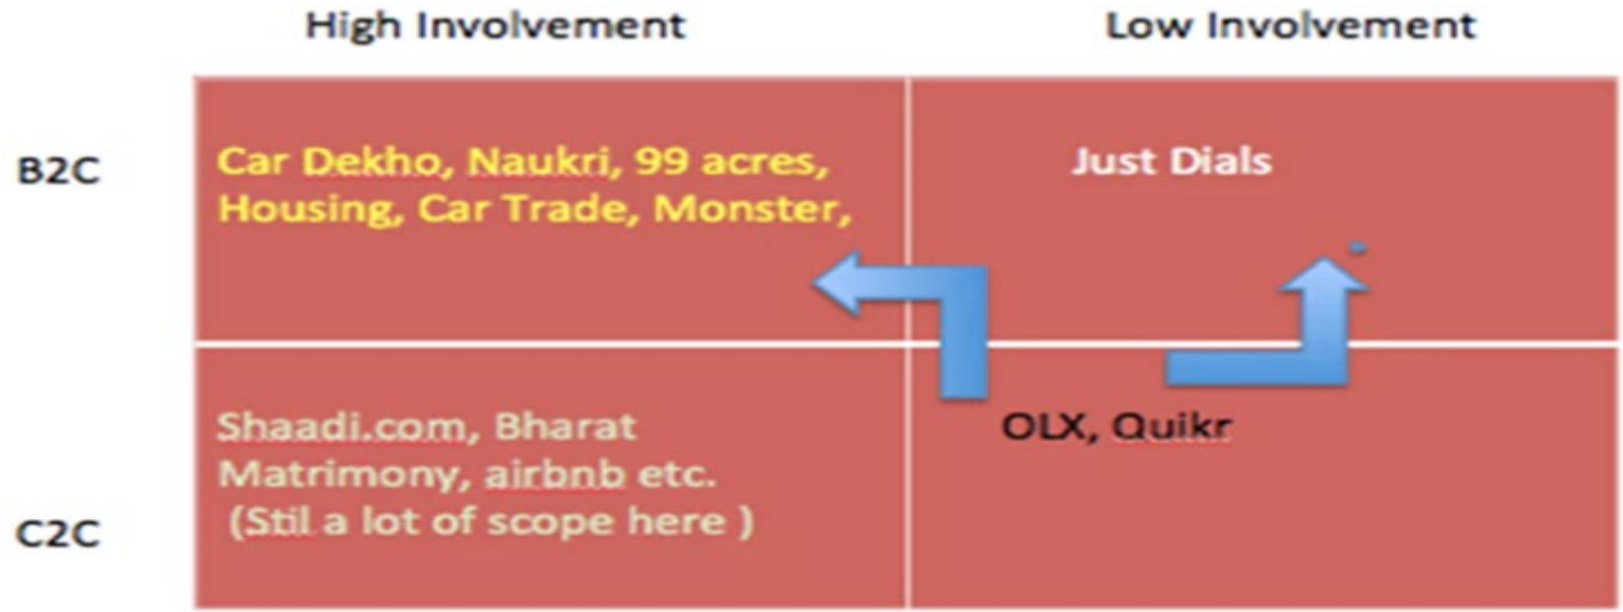 High Involvement
Low Involvement
B2C
Car Dekho, Naukri, 99 acres,
Housing, Car Trade, Monster,
Just Dials
Shaadi.com, Bharat
Matrimony, airbnb etc.
(Stil a lot of scope here )
OLX, Quikr
C2C